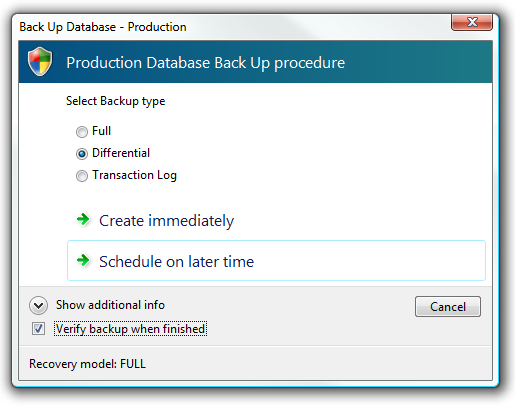 Back Up Database - Production
Production Database Back Up procedure
Select Backup type
Full
Differential
Transaction Log
Create immediately
Schedule on later time
Show additional info
Cancel
Verify backup when finished
Recovery model: FULL